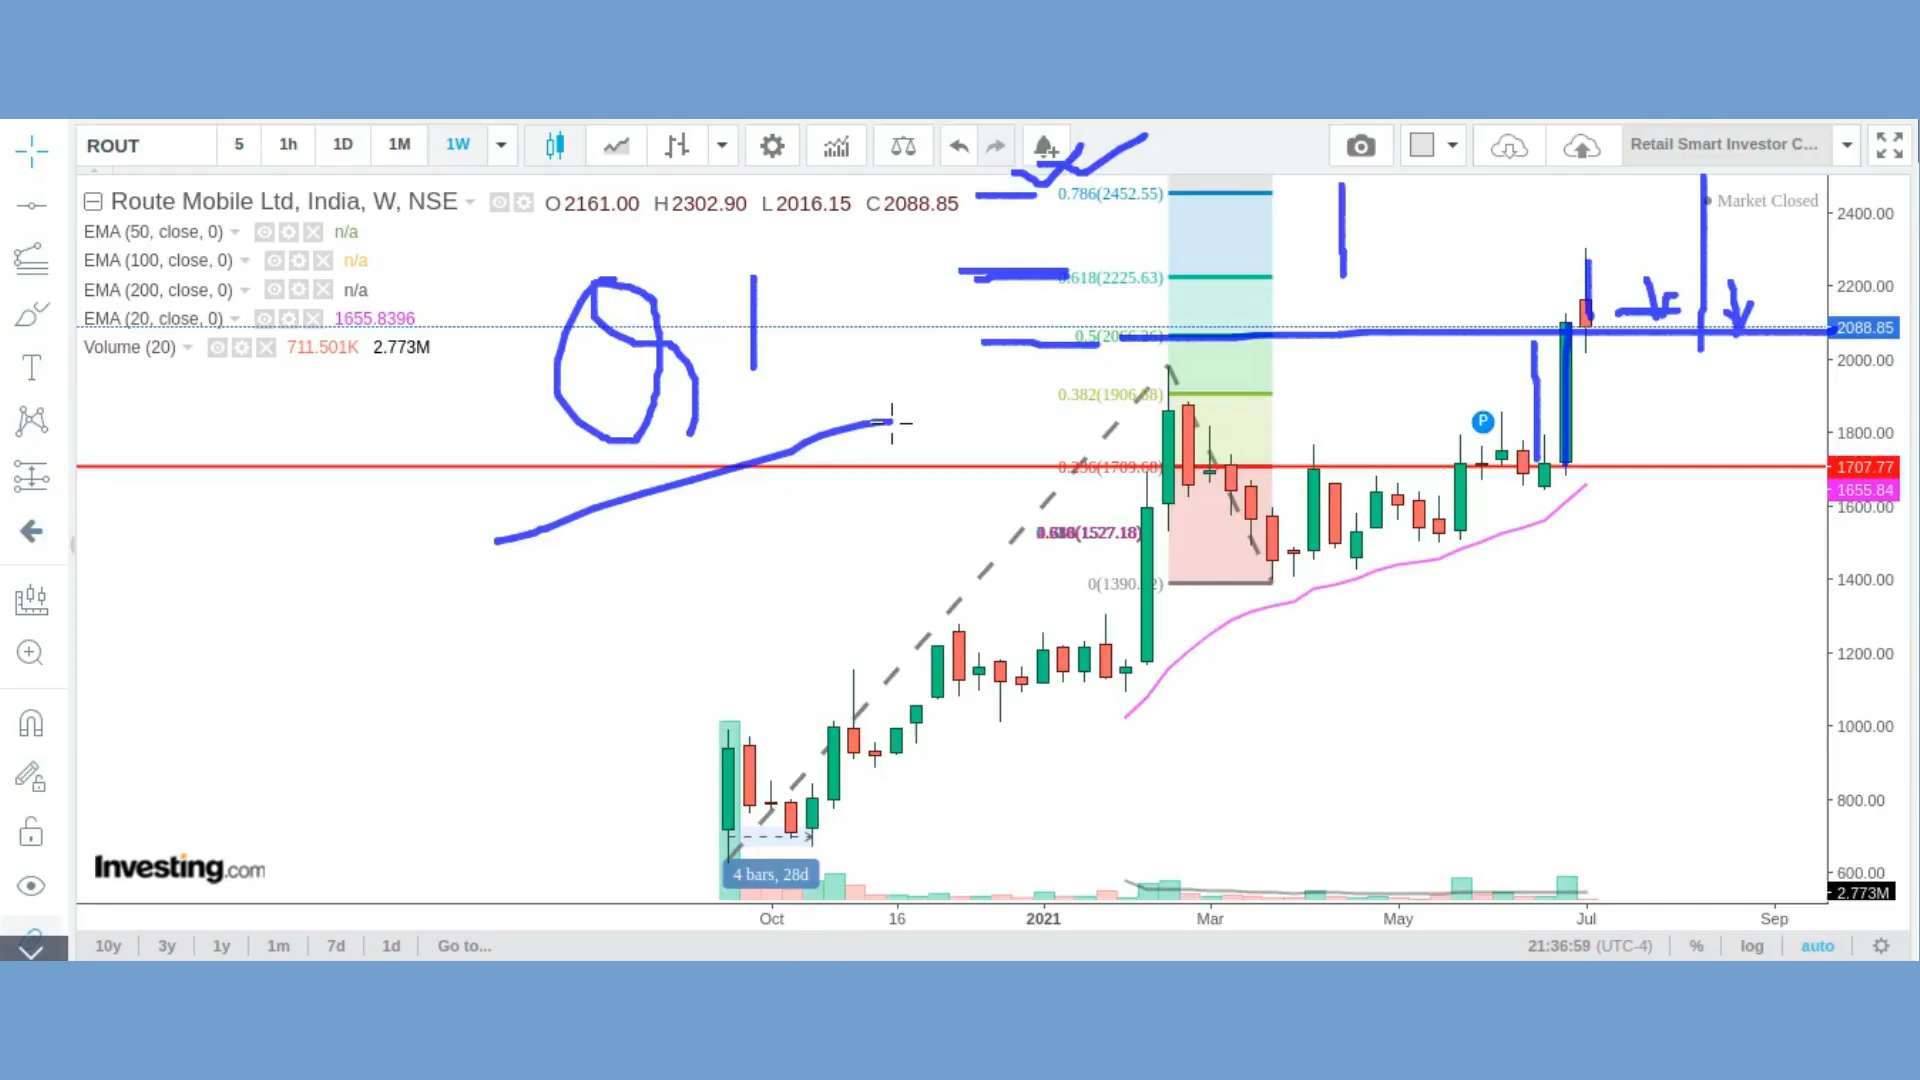 ROUT 5 1h 1D 1M 1W Retail Smart Investor C...
Route Mobile Ltd, India, W, NSE O2161.00 H2302.90 L2016.15 C2088.85
Market Closed
EMA (50, close, 0) n/a
EMA (100, close, 0) n/a
EMA (200, close, 0) n/a
EMA (20, close, 0) 1655.8396
Volume (20) 711.501K 2.773M
0.786(2452.55)
0.618(2225.63)
0.382(1906.88)
0(1390.
P
2400.00
2200.00
2088.85
2000.00
1800.00
1707.77
1655.84
1600.00
1400.00
1200.00
1000.00
800.00
600.00
2.773M
4 bars, 28d
Investing.com
Oct 16 2021 Mar May Jul Sep
10y 3y 1y 1m 7d 1d Go to... 21:36:59 (UTC-4) % log auto